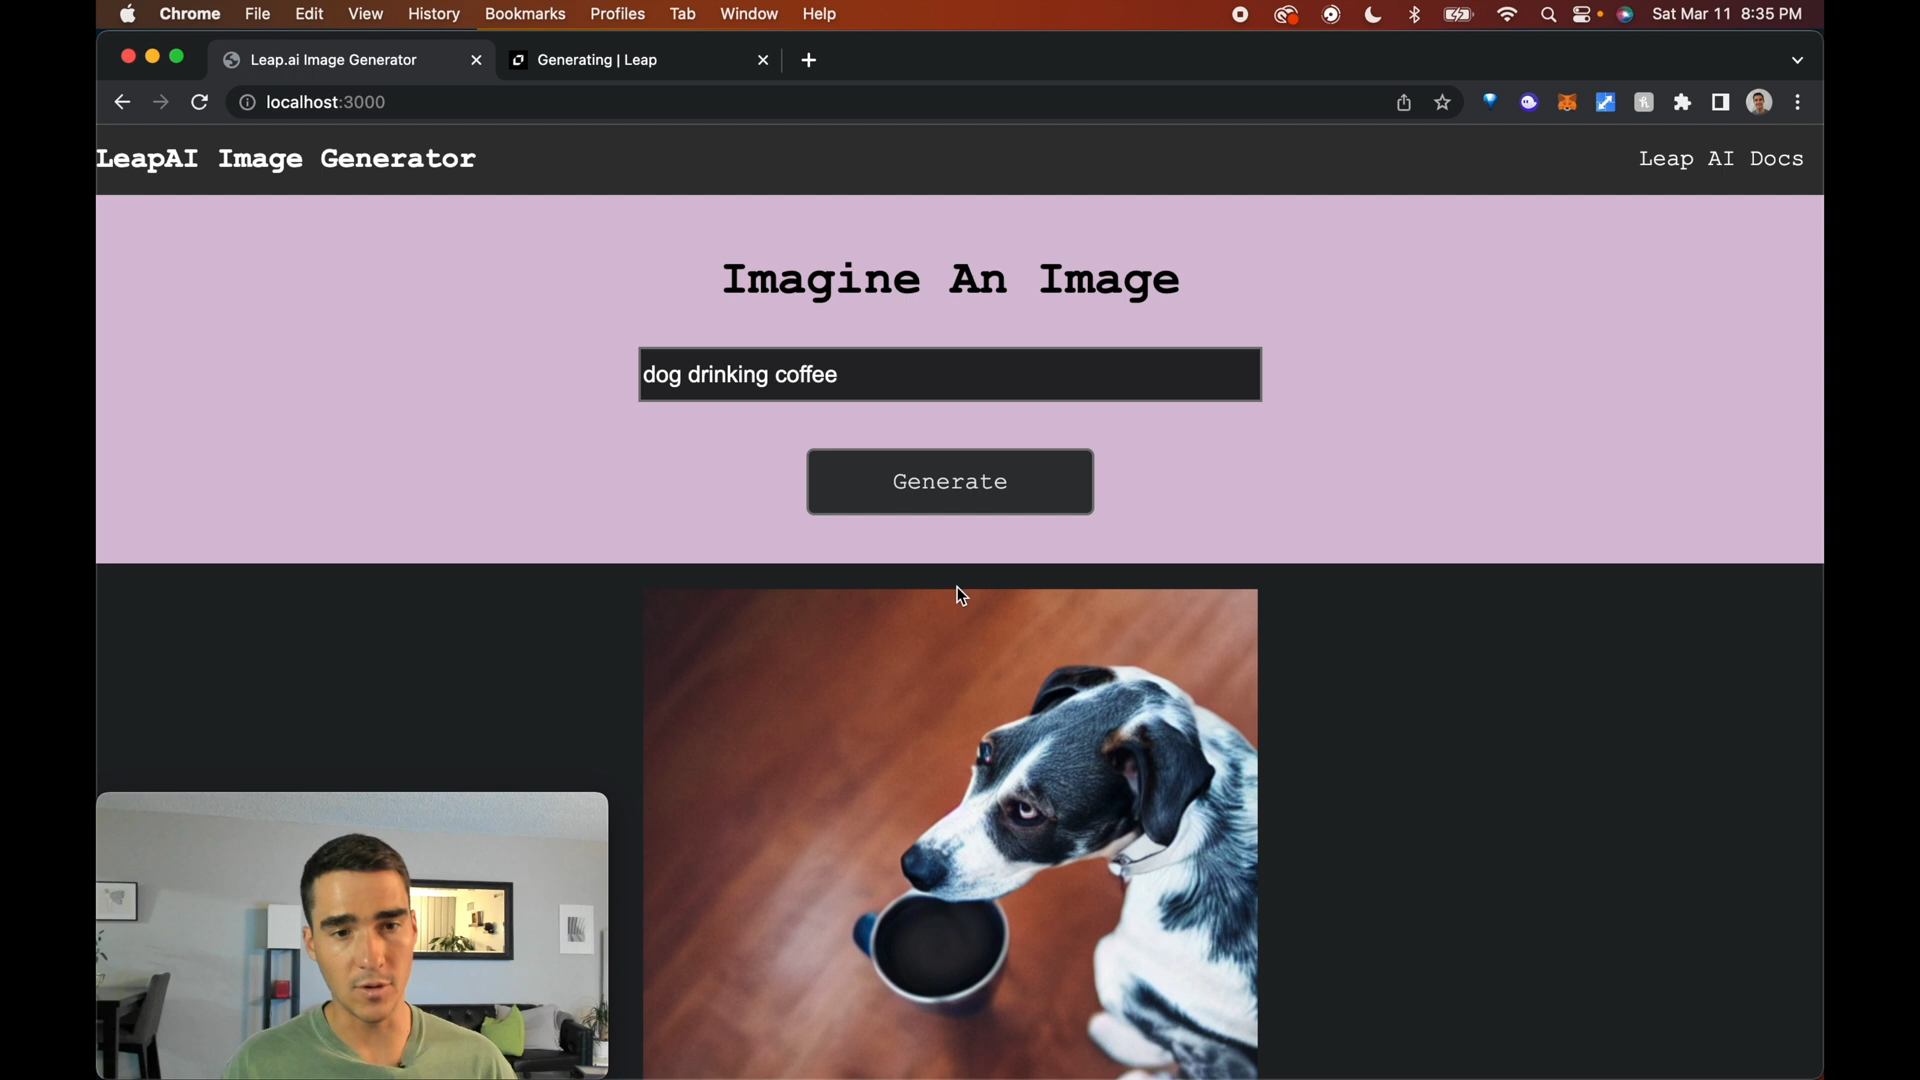 Chrome File Edit View History Bookmarks Profiles Tab Window Help Sat Mar 11 8:35 PM
Leap.ai Image Generator Generating | Leap
localhost:3000
LeapAI Image Generator Leap AI Docs
Imagine An Image
dog drinking coffee
Generate